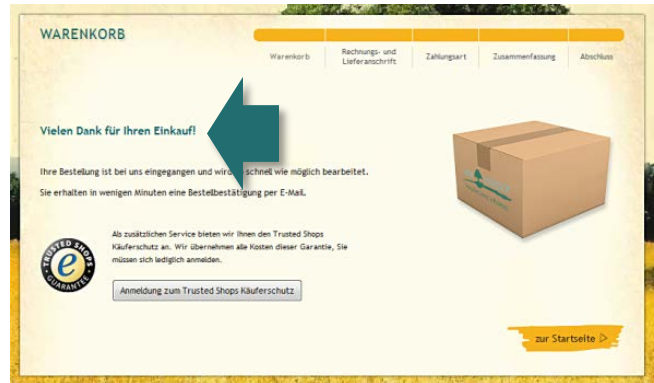 WARENKORB
Warenkorb
Rechnungs- und
Lieferanschrift
Zahlungsart
Zusammenfassung
Abschluss
Vielen Dank für Ihren Einkauf!
Ihre Bestellung ist bei uns eingegangen und wird schnell wie möglich bearbeitet.
Sie erhalten in wenigen Minuten eine Bestellbestätigung per E-Mail.
Als zusätzlichen Service bieten wir Ihnen den Trusted Shops
Käuferschutz an. Wir übernehmen alle Kosten dieser Garantie, Sie
müssen sich lediglich anmelden.
TRUSTED SHOPS
e
GUARANTEE
Anmeldung zum Trusted Shops Käuferschutz
zur Startseite